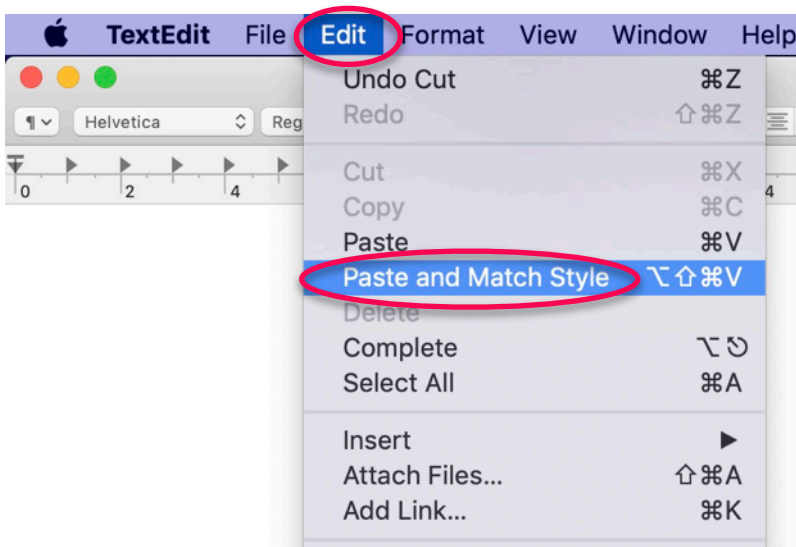 TextEdit File Edit Format View Window Help
Helvetica Reg
0 2 4 4
Undo Cut ⌘Z
Redo ⇧⌘Z
Cut ⌘X
Copy ⌘C
Paste ⌘V
Paste and Match Style ⌥⇧⌘V
Delete
Complete ⌥⎋
Select All ⌘A
Insert ▶
Attach Files... ⇧⌘A
Add Link... ⌘K